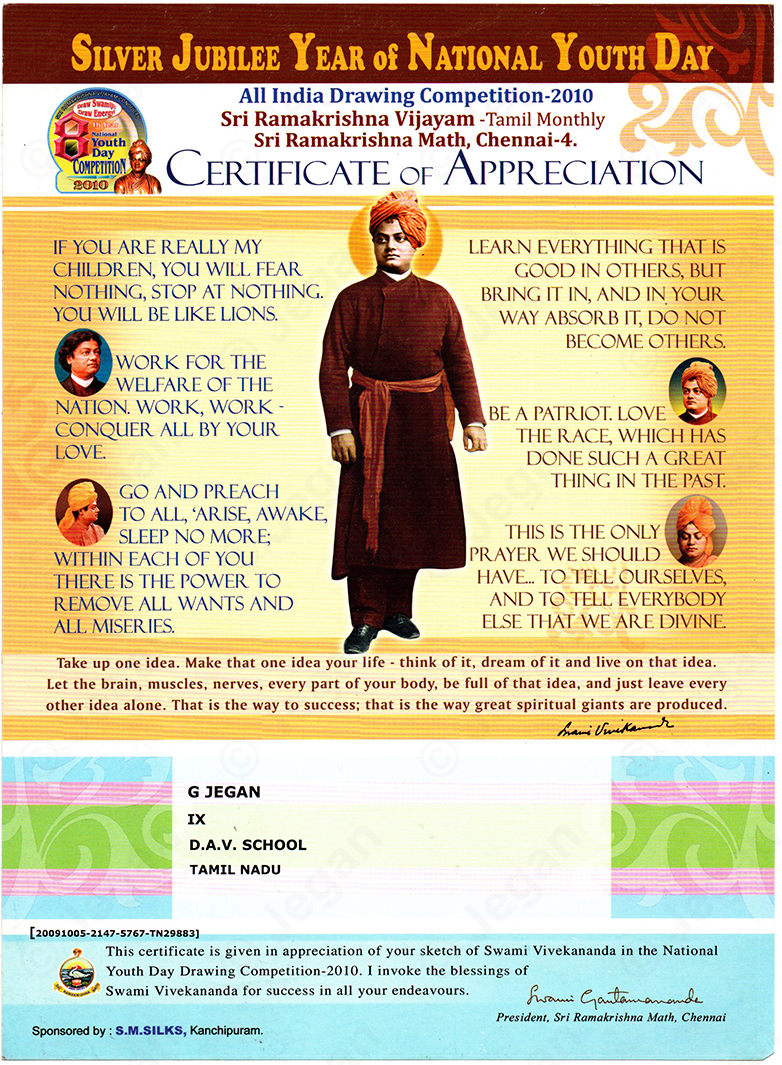 SILVER JUBILEE YEAR of NATIONAL YOUTH DAY
All India Drawing Competition-2010
Sri Ramakrishna Vijayam -Tamil Monthly
Sri Ramakrishna Math, Chennai-4.
CERTIFICATE OF APPRECIATION
Draw Swamiji;
Draw Energy!
8
National
Youth
Day
COMPETITION
2010
IF YOU ARE REALLY MY
CHILDREN, YOU WILL FEAR
NOTHING, STOP AT NOTHING.
YOU WILL BE LIKE LIONS.
WORK FOR THE
WELFARE OF THE
NATION. WORK, WORK -
CONQUER ALL BY YOUR
LOVE.
GO AND PREACH
TO ALL, ‘ARISE, AWAKE,
SLEEP NO MORE;
WITHIN EACH OF YOU
THERE IS THE POWER TO
REMOVE ALL WANTS AND
ALL MISERIES.
LEARN EVERYTHING THAT IS
GOOD IN OTHERS, BUT
BRING IT IN, AND IN YOUR
WAY ABSORB IT, DO NOT
BECOME OTHERS.
BE A PATRIOT. LOVE
THE RACE, WHICH HAS
DONE SUCH A GREAT
THING IN THE PAST.
THIS IS THE ONLY
PRAYER WE SHOULD
HAVE... TO TELL OURSELVES,
AND TO TELL EVERYBODY
ELSE THAT WE ARE DIVINE.
Take up one idea. Make that one idea your life - think of it, dream of it and live on that idea.
Let the brain, muscles, nerves, every part of your body, be full of that idea, and just leave every
other idea alone. That is the way to success; that is the way great spiritual giants are produced.
Swami Vivekananda
G JEGAN
IX
D.A.V. SCHOOL
TAMIL NADU
[20091005-2147-5767-TN29883]
This certificate is given in appreciation of your sketch of Swami Vivekananda in the National
Youth Day Drawing Competition-2010. I invoke the blessings of
Swami Vivekananda for success in all your endeavours.
Swami Gautamananda
President, Sri Ramakrishna Math, Chennai
Sponsored by : S.M.SILKS, Kanchipuram.
© Jegan